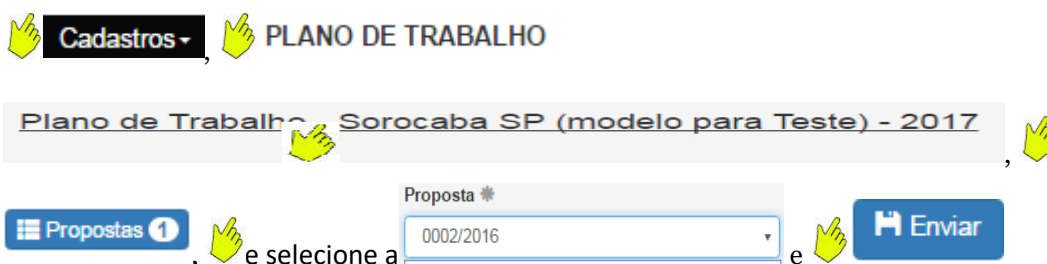 Cadastros , PLANO DE TRABALHO
Plano de Trabalho - Sorocaba SP (modelo para Teste) - 2017 ,
Propostas 1 , e selecione a Proposta * 0002/2016 e Enviar